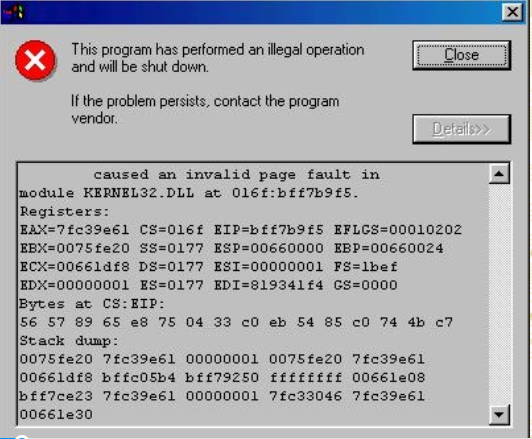 This program has performed an illegal operation
and will be shut down.
If the problem persists, contact the program
vendor.
Close
Details>>
caused an invalid page fault in
module KERNEL32.DLL at 016f:bff7b9f5.
Registers:
EAX=7fc39e61 CS=016f EIP=bff7b9f5 EFLGS=00010202
EBX=0075fe20 SS=0177 ESP=00660000 EBP=00660024
ECX=00661df8 DS=0177 ESI=00000001 FS=1bef
EDX=00000001 ES=0177 EDI=819341f4 GS=0000
Bytes at CS:EIP:
56 57 89 65 e8 75 04 33 c0 eb 54 85 c0 74 4b c7
Stack dump:
0075fe20 7fc39e61 00000001 0075fe20 7fc39e61
00661df8 bffc05b4 bff79250 ffffffff 00661e08
bff7ce23 7fc39e61 00000001 7fc33046 7fc39e61
00661e30